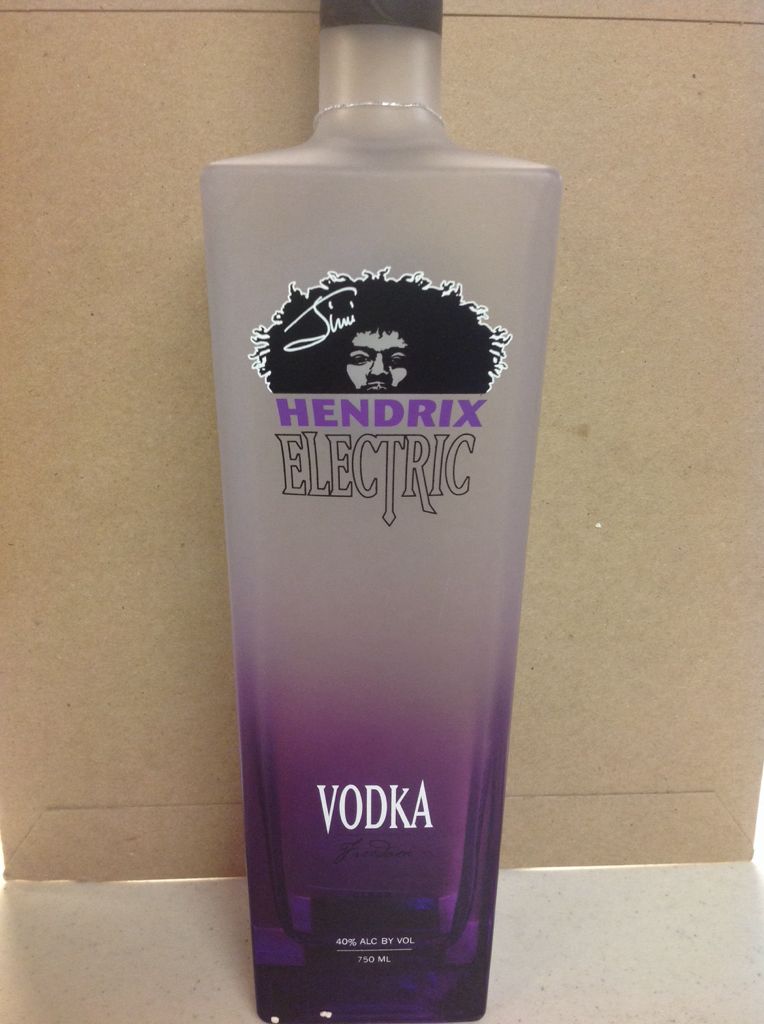 Jimi
HENDRIX
ELECTRIC
VODKA
40% ALC BY VOL
750 ML